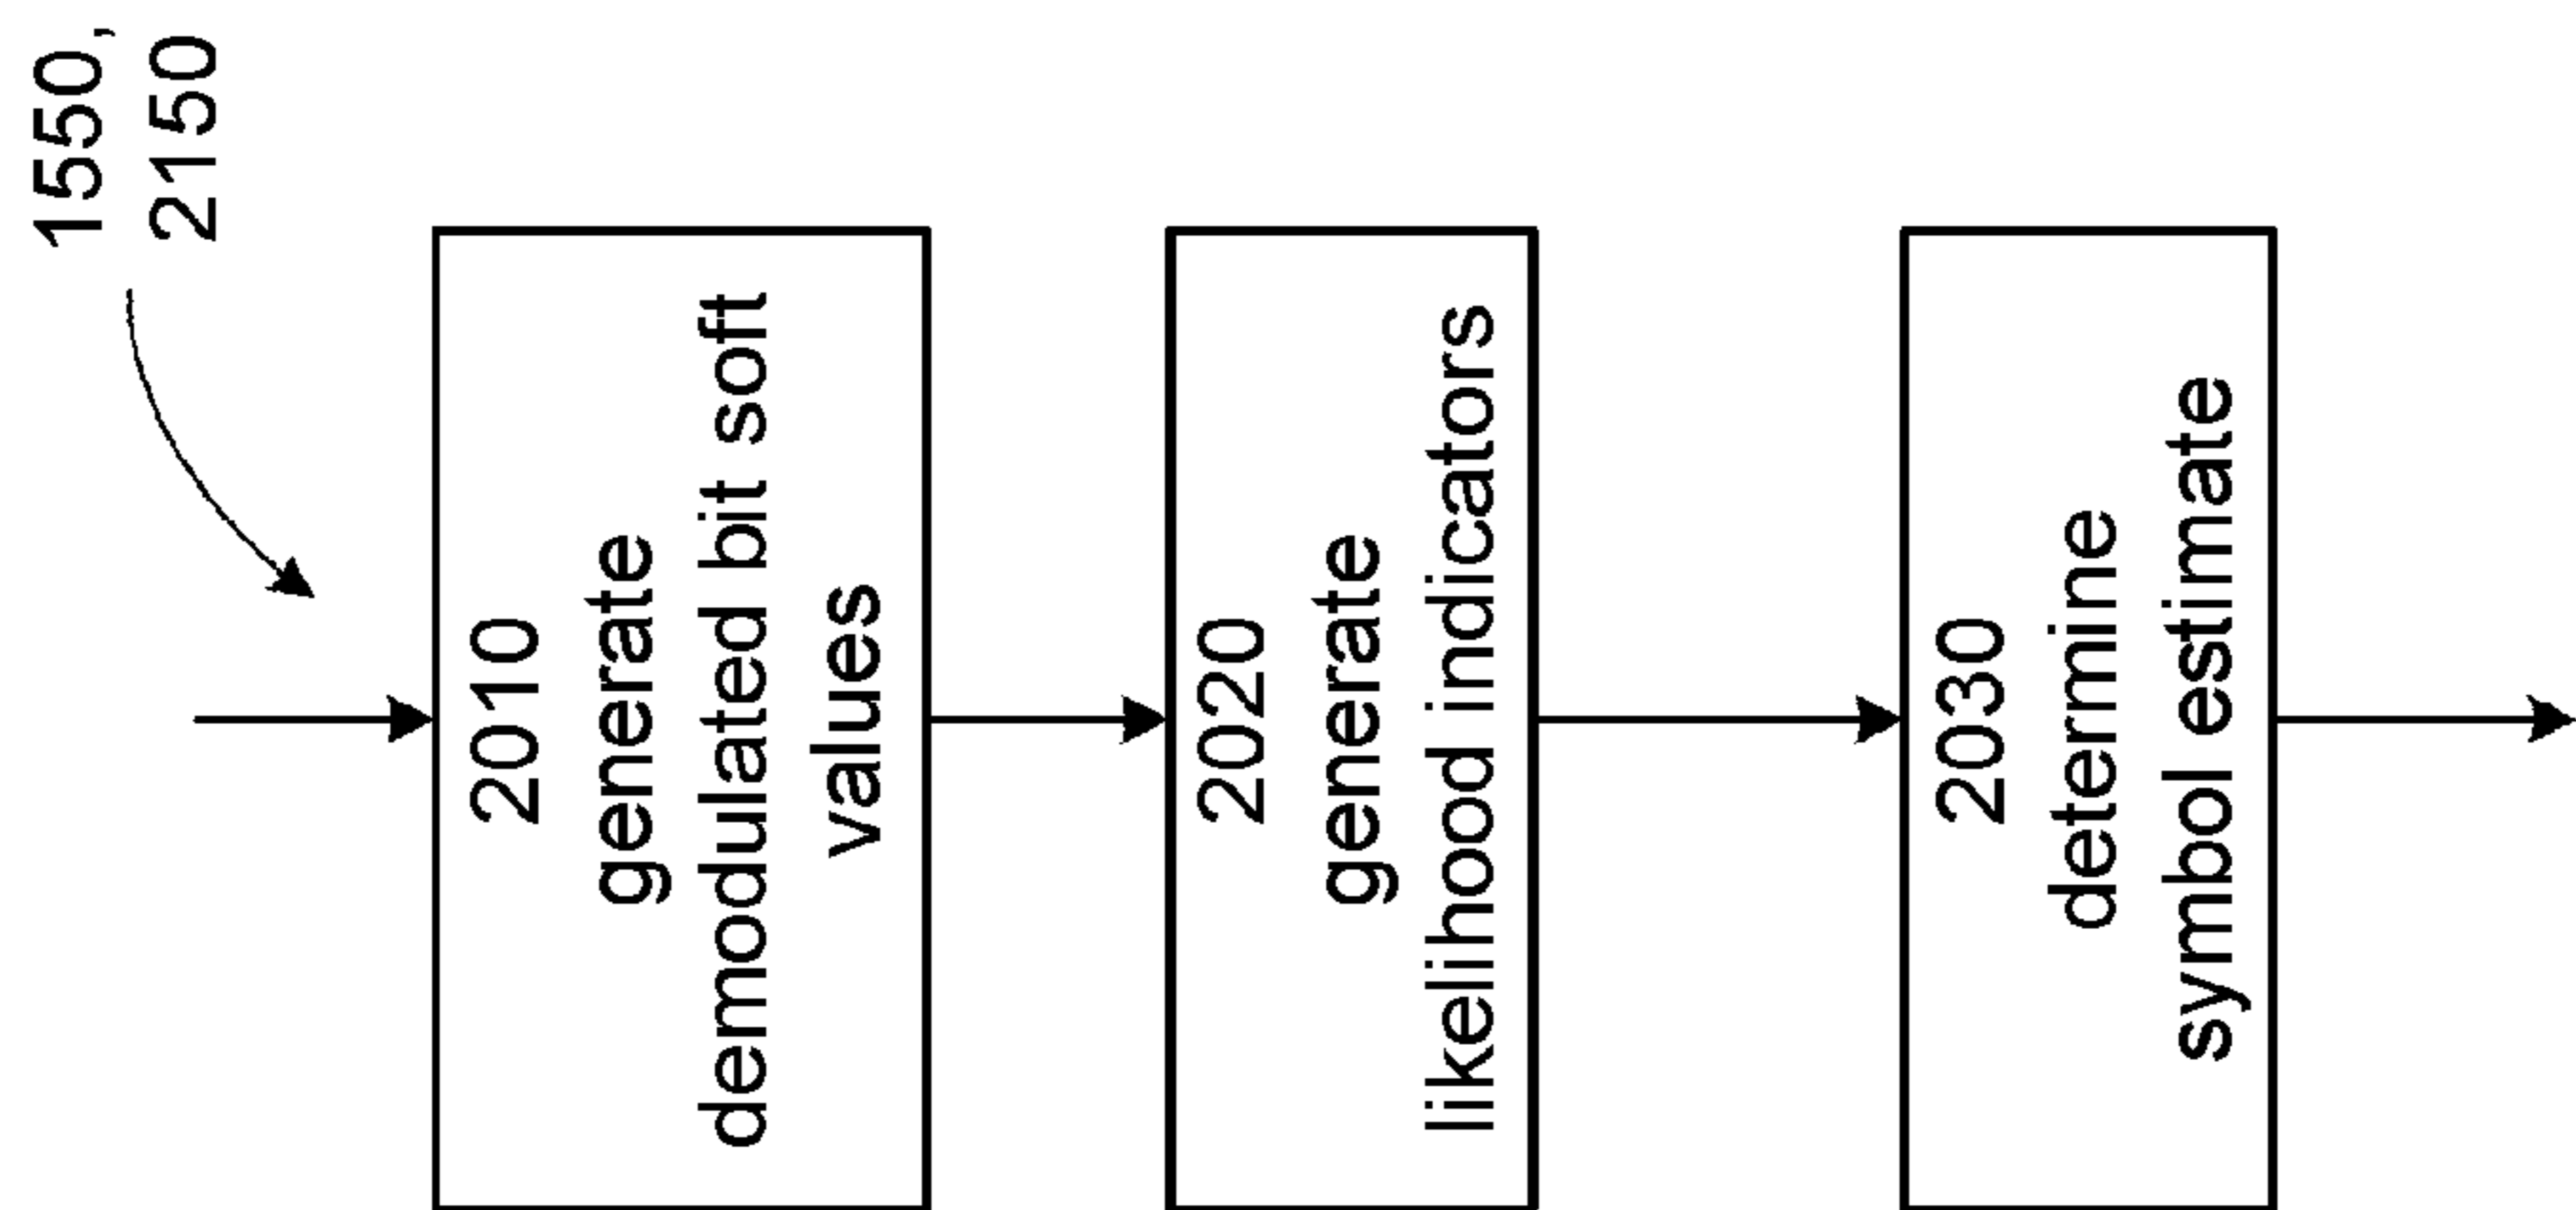 1550,
2150
2010
generate
demodulated bit soft
values
2020
generate
likelihood indicators
2030
determine
symbol estimate